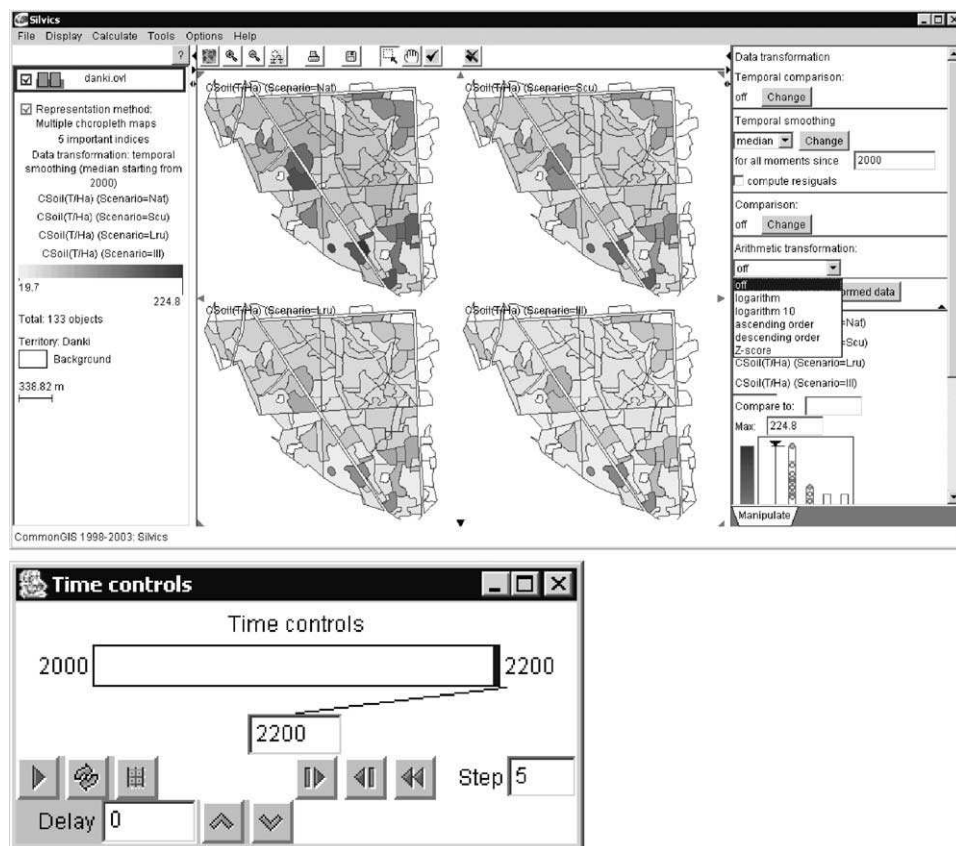 Silvics
File Display Calculate Tools Options Help
?
danki.ovl
Representation method:
Multiple choropleth maps
5 important indices
Data transformation: temporal
smoothing (median starting from
2000)
CSoil(T/Ha) (Scenario=Nat)
CSoil(T/Ha) (Scenario=Scu)
CSoil(T/Ha) (Scenario=Lru)
CSoil(T/Ha) (Scenario=Ill)
19.7
224.8
Total: 133 objects
Territory: Danki
Background
338.82 m
CSoil(T/Ha) (Scenario=Nat)
CSoil(T/Ha) (Scenario=Scu)
CSoil(T/Ha) (Scenario=Lru)
CSoil(T/Ha) (Scenario=Ill)
Data transformation
Temporal comparison:
off Change
Temporal smoothing
median Change
for all moments since 2000
compute resiguals
Comparison:
off Change
Arithmetic transformation:
off
off
logarithm
logarithm 10
ascending order
descending order
Z-score
ormed data
=Nat)
=Scu)
CSoil(T/Ha) (Scenario=Lru)
CSoil(T/Ha) (Scenario=Ill)
Compare to:
Max: 224.8
Manipulate
CommonGIS 1998-2003: Silvics
Time controls
Time controls
2000 2200
2200
Step 5
Delay 0